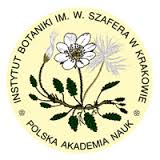 INSTYTUT BOTANIKI IM. W. SZAFERA W KRAKOWIE
POLSKA AKADEMIA NAUK